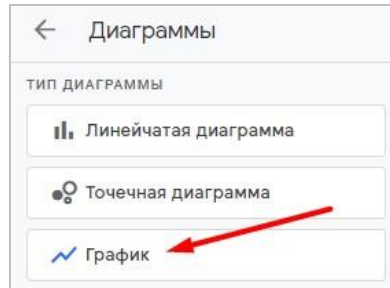 Диаграммы
ТИП ДИАГРАММЫ
Линейчатая диаграмма
Точечная диаграмма
График